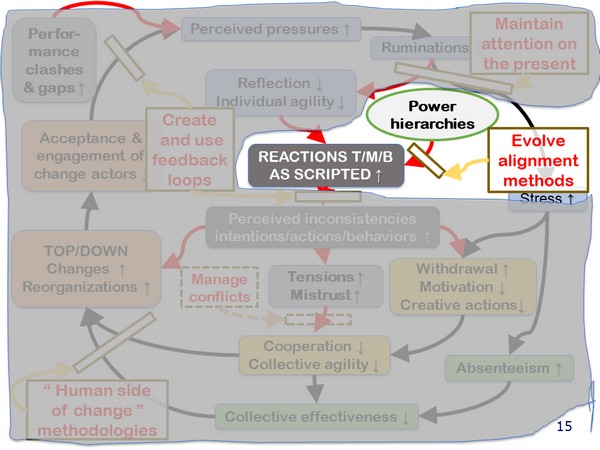 Perfor-
mance
clashes
& gaps ↑
Perceived pressures ↑
Ruminations
Maintain
attention on
the present
Reflection ↓
Individual agility ↓
Power
hierarchies
Create
and use
feedback
loops
Acceptance &
engagement of
change actors
REACTIONS T/M/B
AS SCRIPTED ↑
Evolve
alignment
methods
Stress ↑
Perceived inconsistencies
intentions/actions/behaviors ↑
TOP/DOWN
Changes ↑
Reorganizations ↑
Manage
conflicts
Tensions ↑
Mistrust ↑
Withdrawal ↑
Motivation ↓
Creative actions ↓
Cooperation ↓
Collective agility ↓
Absenteeism ↑
“ Human side
of change ”
methodologies
Collective effectiveness ↓
15